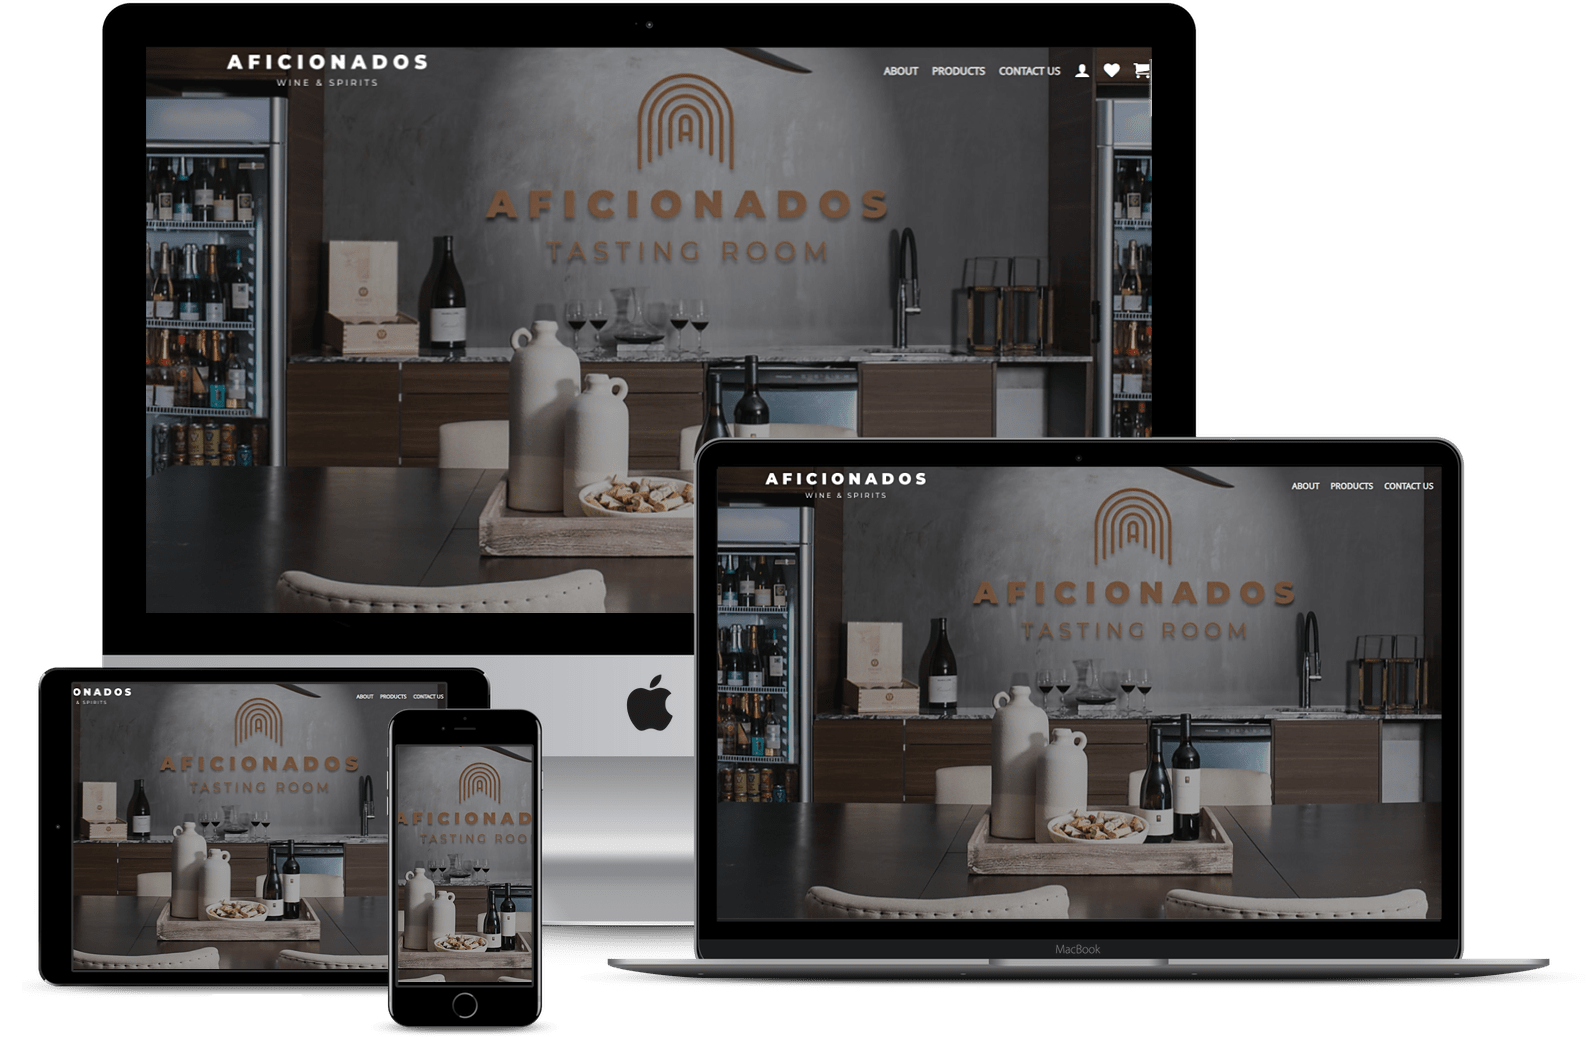 AFICIONADOS
WINE & SPIRITS
ABOUT PRODUCTS CONTACT US
A
AFICIONADOS
TASTING ROOM
AFICIONADOS
WINE & SPIRITS
ABOUT PRODUCTS CONTACT US
A
AFICIONADOS
TASTING ROOM
MacBook
ONADOS
& SPIRITS
ABOUT PRODUCTS CONTACT US
A
AFICIONADOS
TASTING ROOM
A
AFICIONAD
TASTING ROO